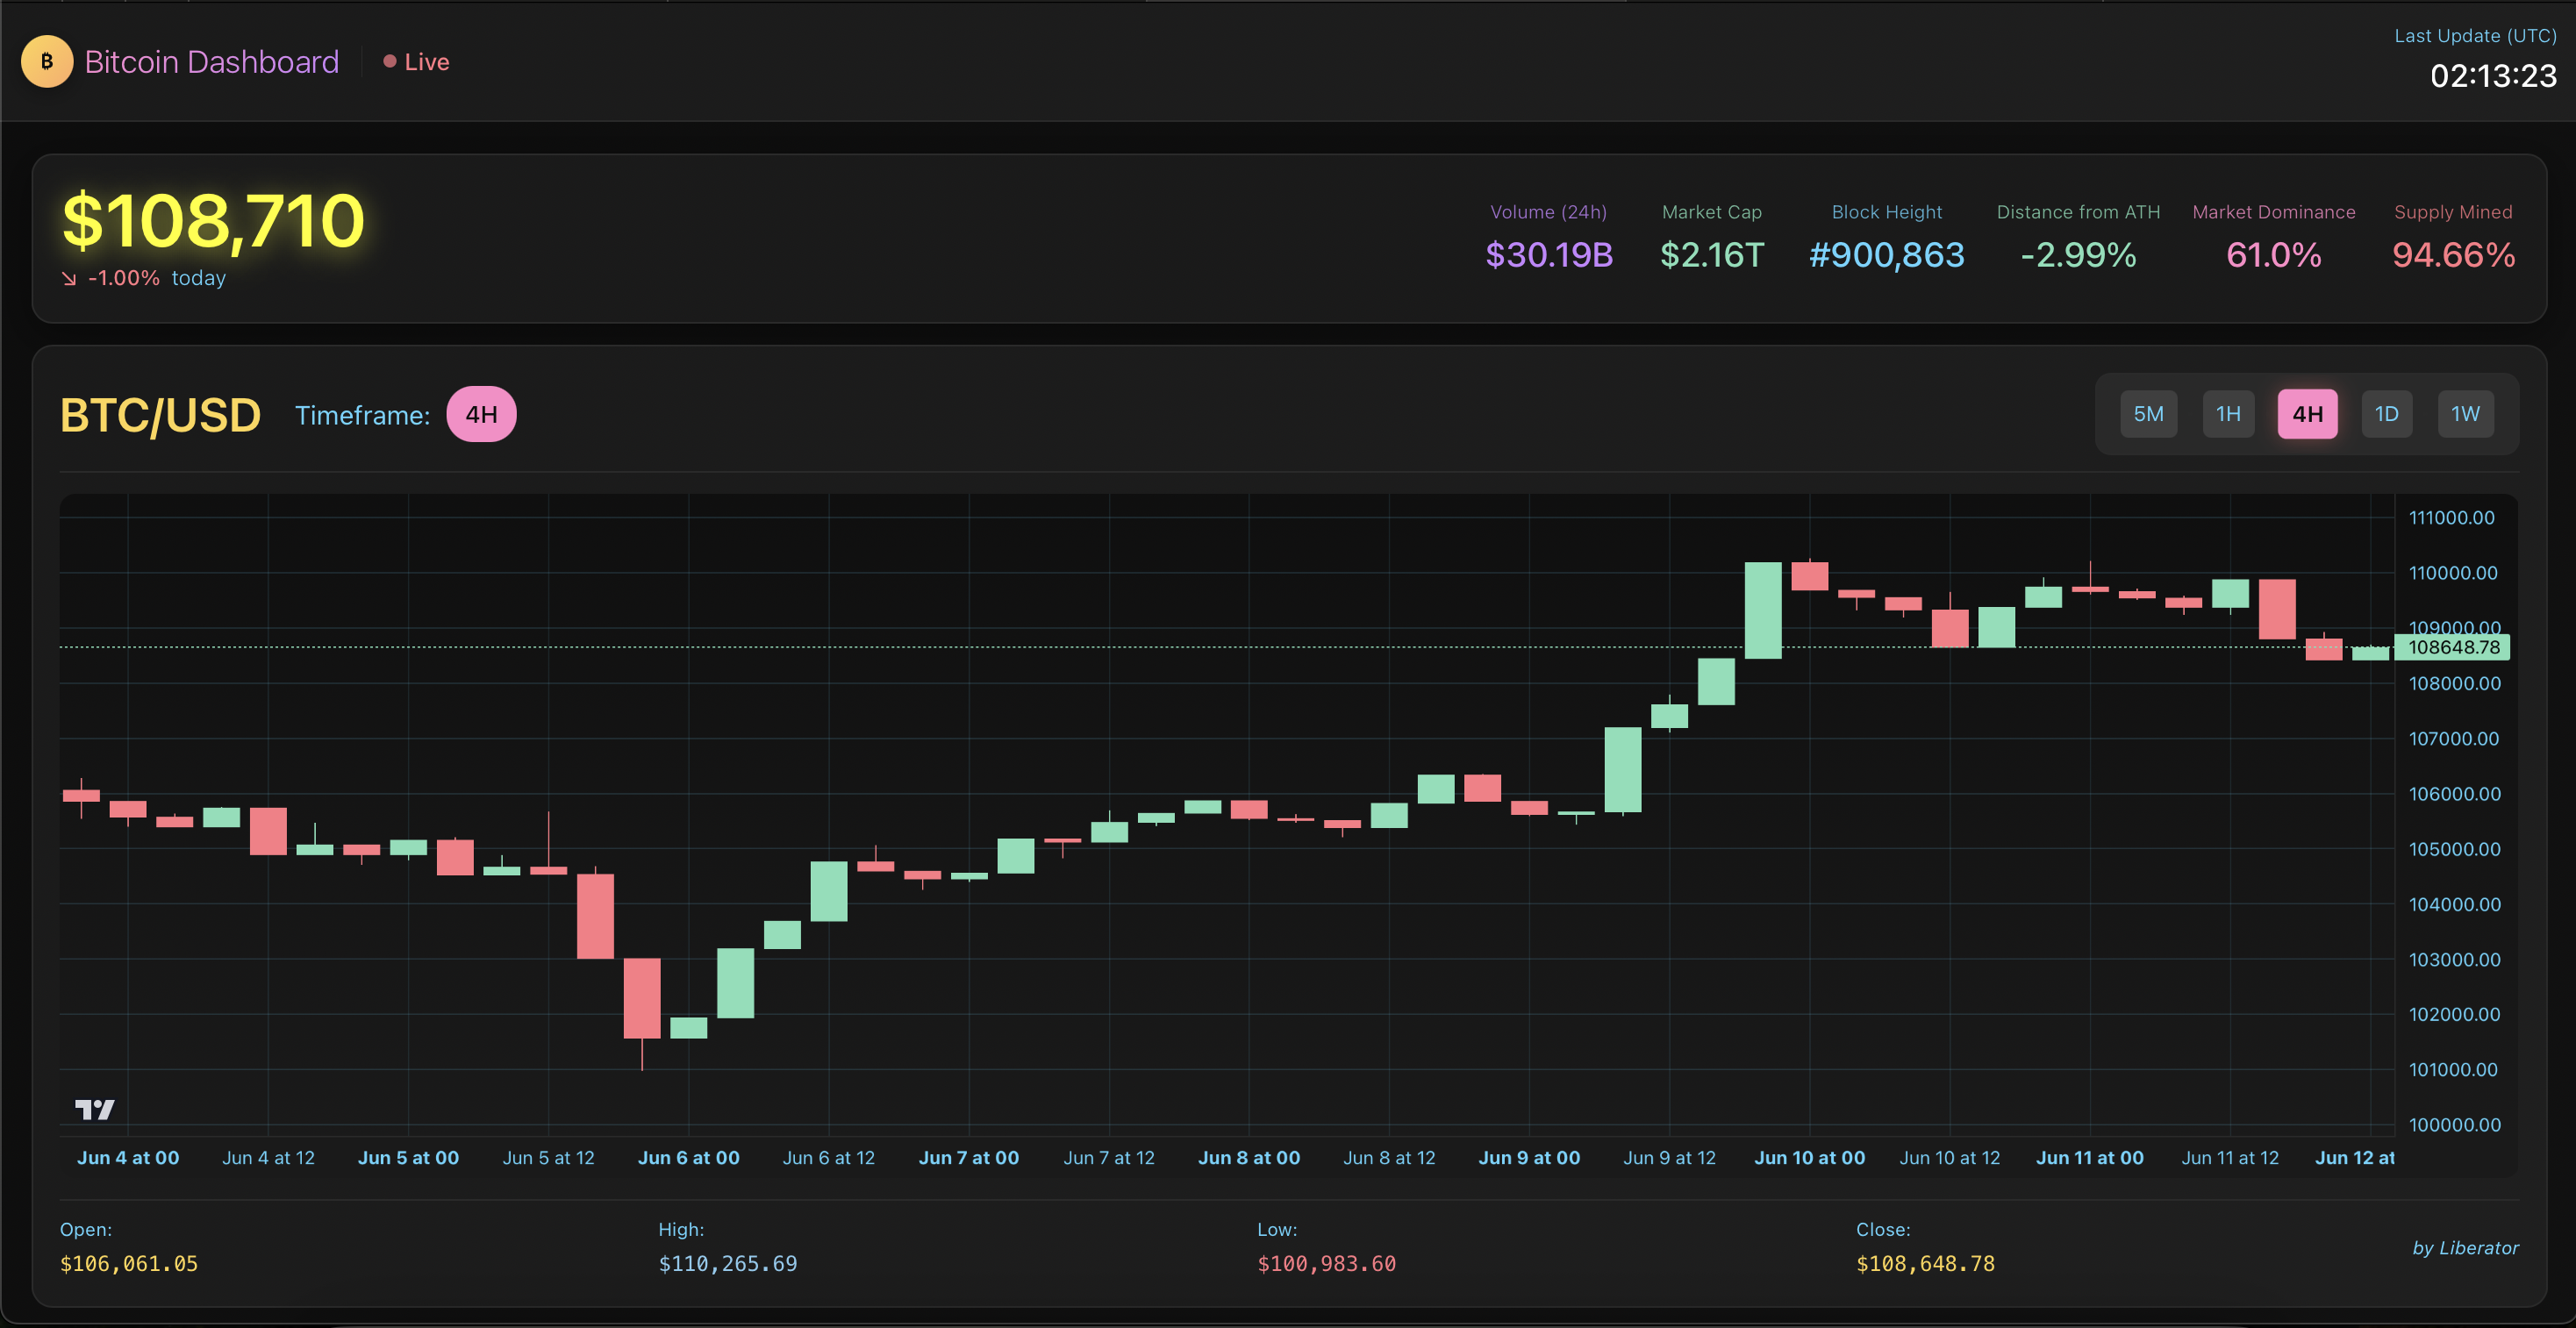 ₿ Bitcoin Dashboard Live
Last Update (UTC)
02:13:23
$108,710
↘ -1.00% today
Volume (24h)
$30.19B
Market Cap
$2.16T
Block Height
#900,863
Distance from ATH
-2.99%
Market Dominance
61.0%
Supply Mined
94.66%
BTC/USD Timeframe: 4H
5M 1H 4H 1D 1W
111000.00
110000.00
109000.00
108648.78
108000.00
107000.00
106000.00
105000.00
104000.00
103000.00
102000.00
101000.00
100000.00
Jun 4 at 00 Jun 4 at 12 Jun 5 at 00 Jun 5 at 12 Jun 6 at 00 Jun 6 at 12 Jun 7 at 00 Jun 7 at 12 Jun 8 at 00 Jun 8 at 12 Jun 9 at 00 Jun 9 at 12 Jun 10 at 00 Jun 10 at 12 Jun 11 at 00 Jun 11 at 12 Jun 12 at
Open:
$106,061.05
High:
$110,265.69
Low:
$100,983.60
Close:
$108,648.78
by Liberator